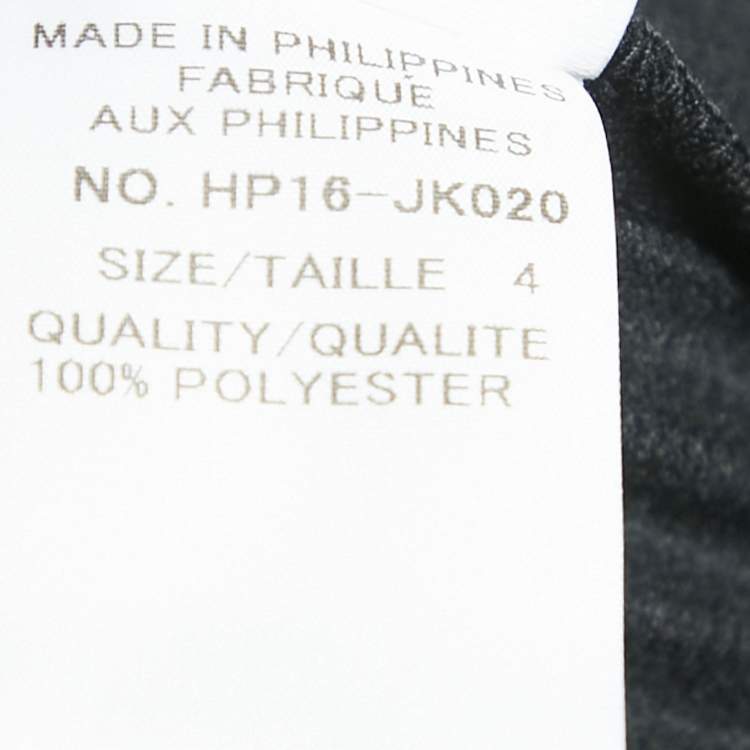 MADE IN PHILIPPINES
FABRIQUÉ
AUX PHILIPPINES
NO. HP16-JK020
SIZE/TAILLE 4
QUALITY/QUALITE
100% POLYESTER